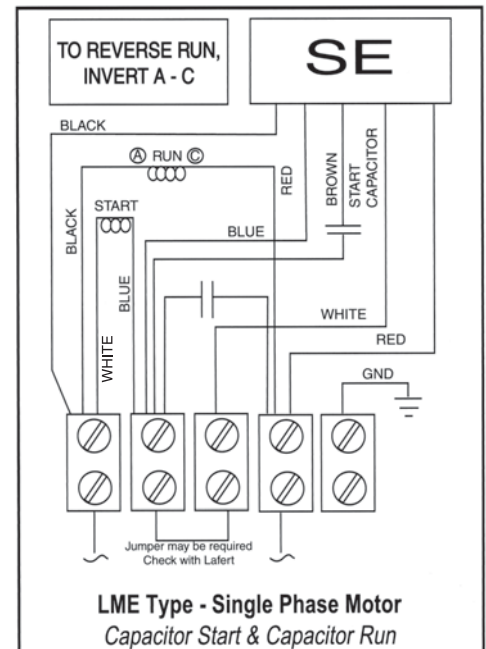 TO REVERSE RUN,
INVERT A - C
SE
BLACK
A RUN C
RED
BROWN
START
CAPACITOR
START
BLACK
BLUE
BLUE
WHITE
WHITE
RED
GND
Jumper may be required
Check with Lafert
LME Type - Single Phase Motor
Capacitor Start & Capacitor Run